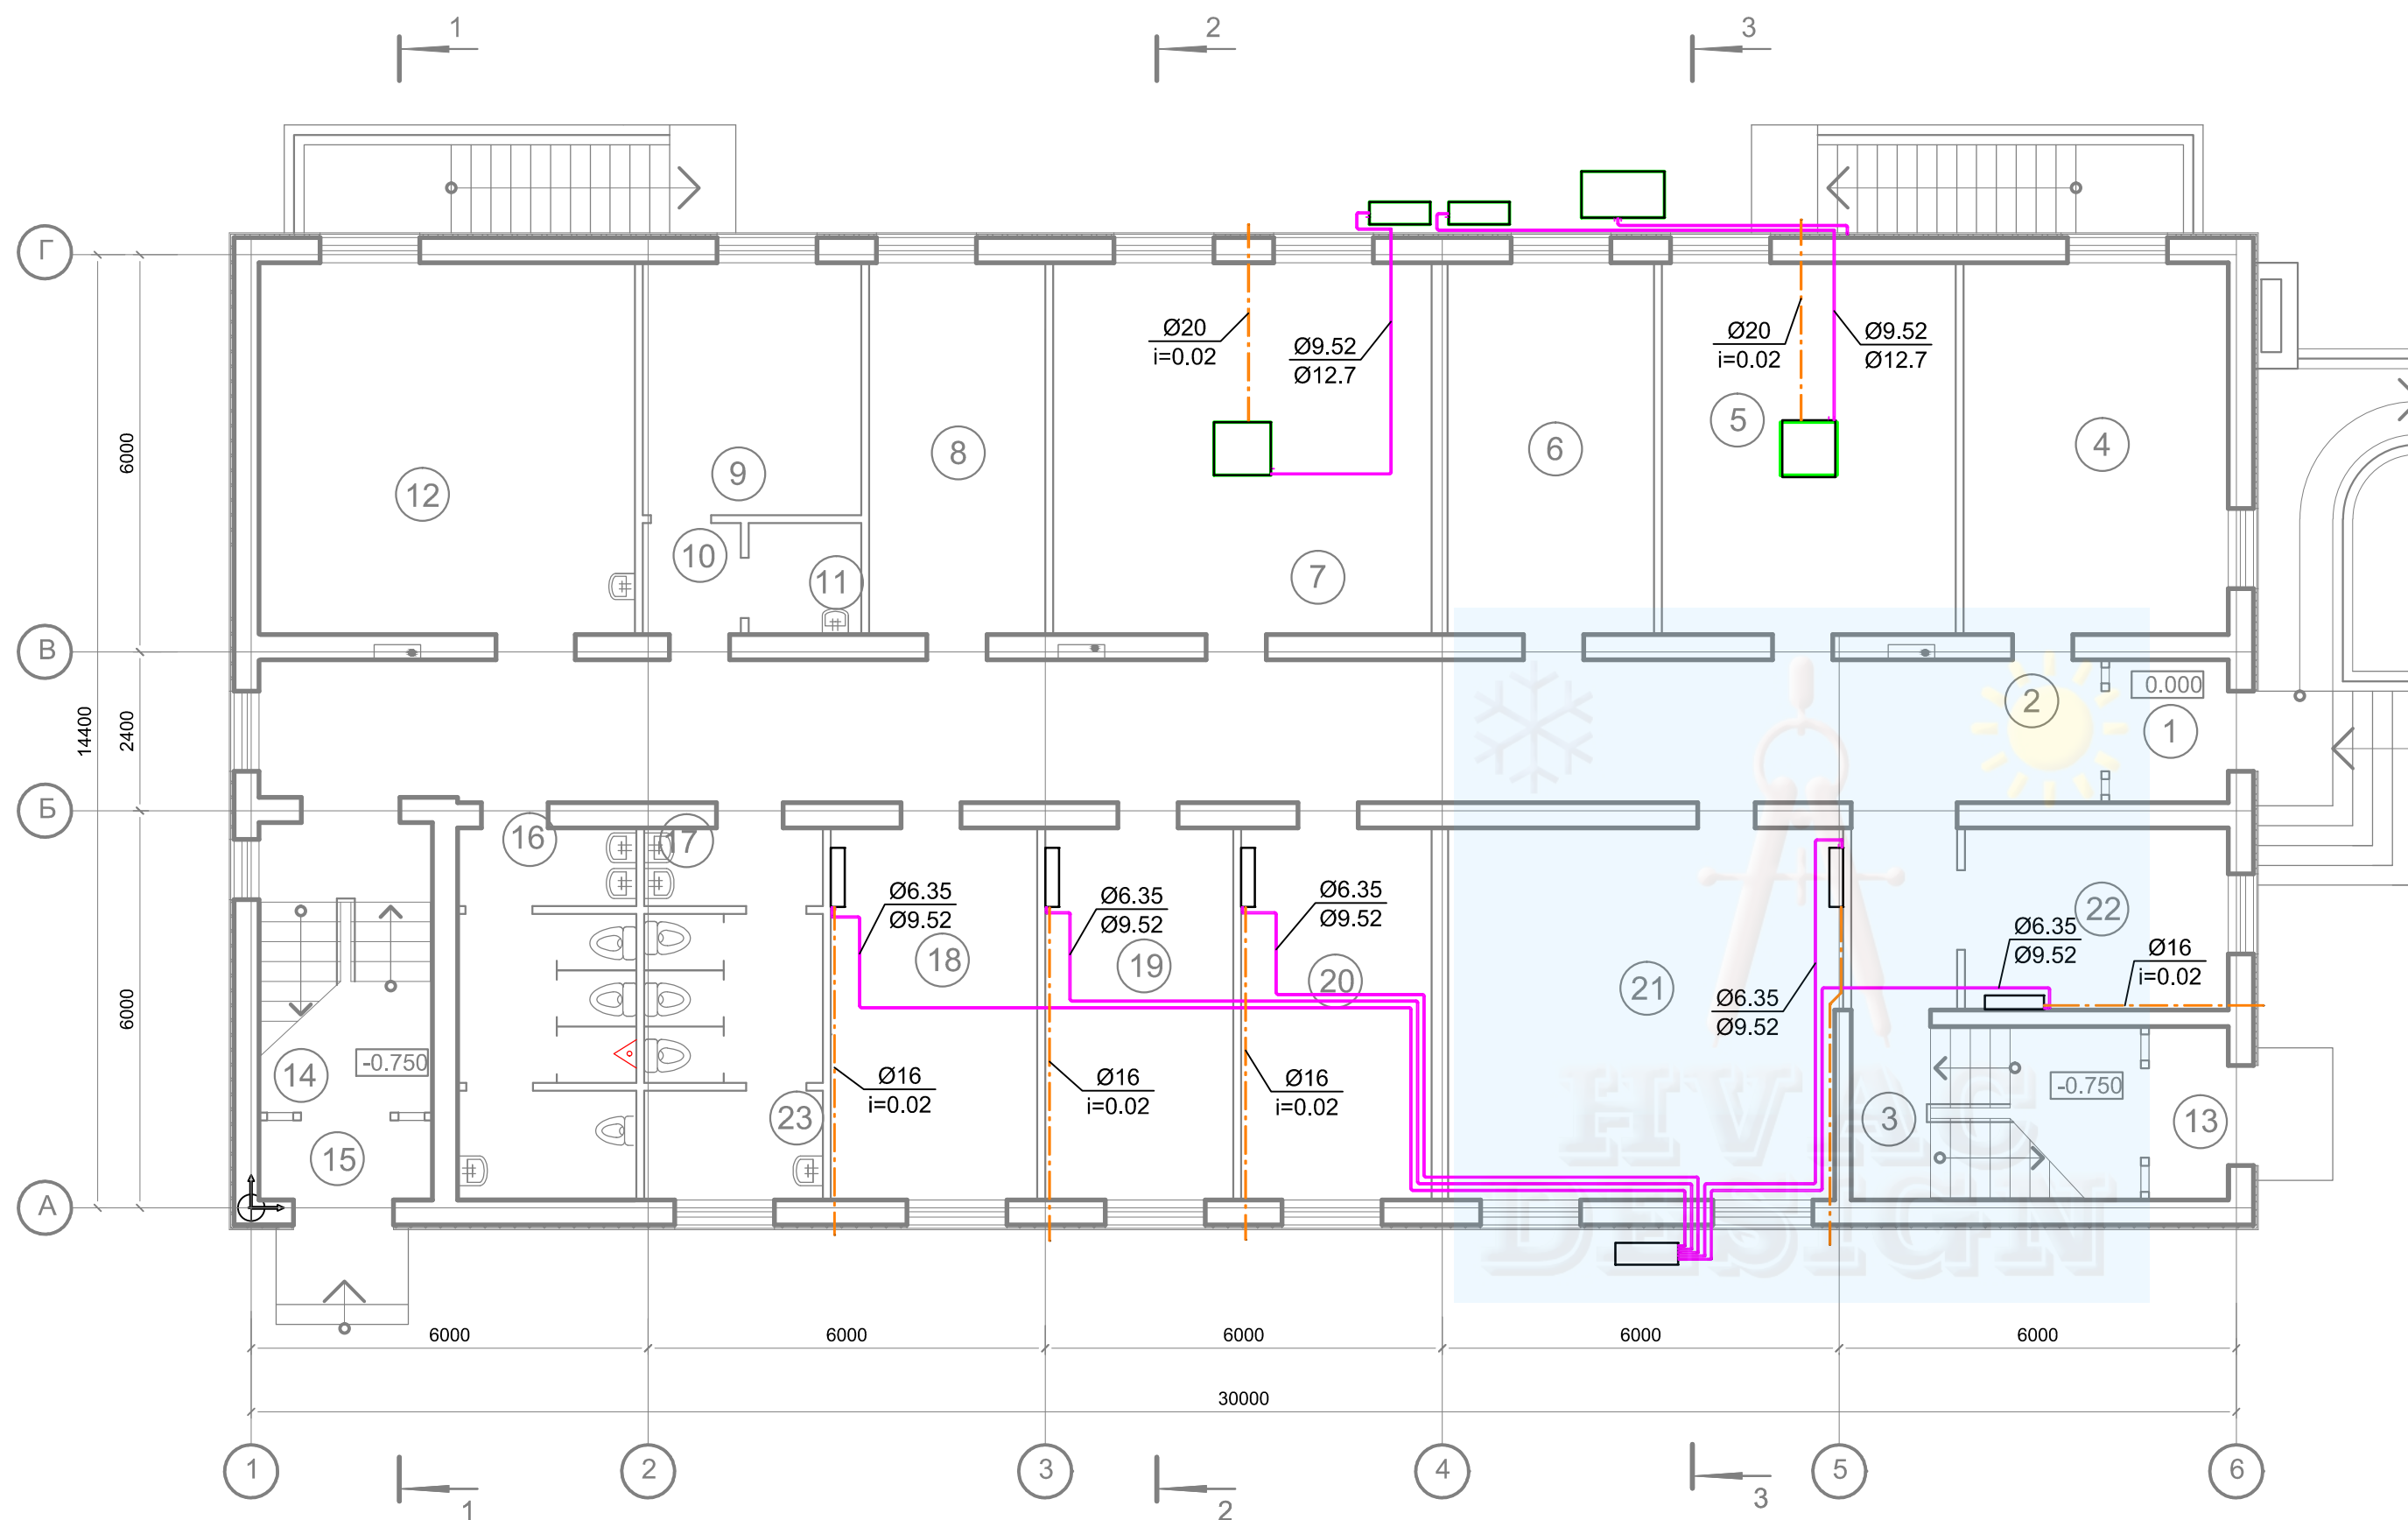 1
2
3
Г
Ø20
i=0.02
Ø9.52
Ø12.7
Ø20
i=0.02
Ø9.52
Ø12.7
5
4
6
8
9
12
6000
10
11
7
В
0.000
2
1
14400
2400
Б
16
17
Ø6.35
Ø9.52
Ø6.35
Ø9.52
Ø6.35
Ø9.52
22
Ø6.35
Ø9.52
Ø16
i=0.02
18
19
20
21
Ø6.35
Ø9.52
6000
14
-0.750
Ø16
i=0.02
Ø16
i=0.02
Ø16
i=0.02
-0.750
23
3
13
15
HVAC
DESIGN
А
6000
6000
6000
6000
6000
30000
1
2
3
4
5
6
1
2
3